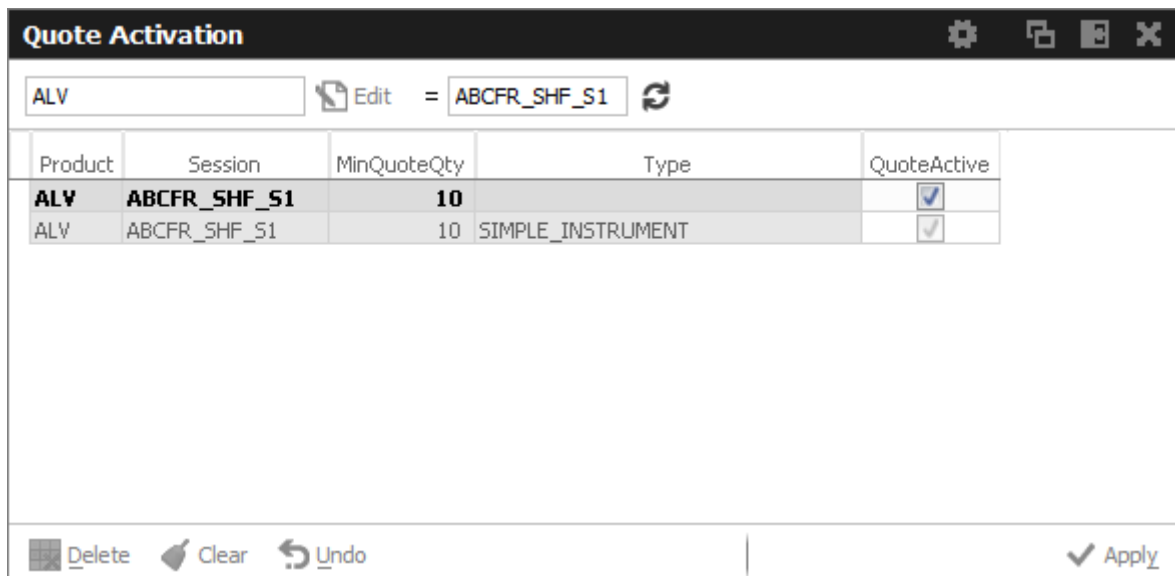 Quote Activation
ALV Edit = ABCFR_SHF_S1
Product Session MinQuoteQty Type QuoteActive
ALV ABCFR_SHF_S1 10
ALV ABCFR_SHF_S1 10 SIMPLE_INSTRUMENT
Delete Clear Undo Apply